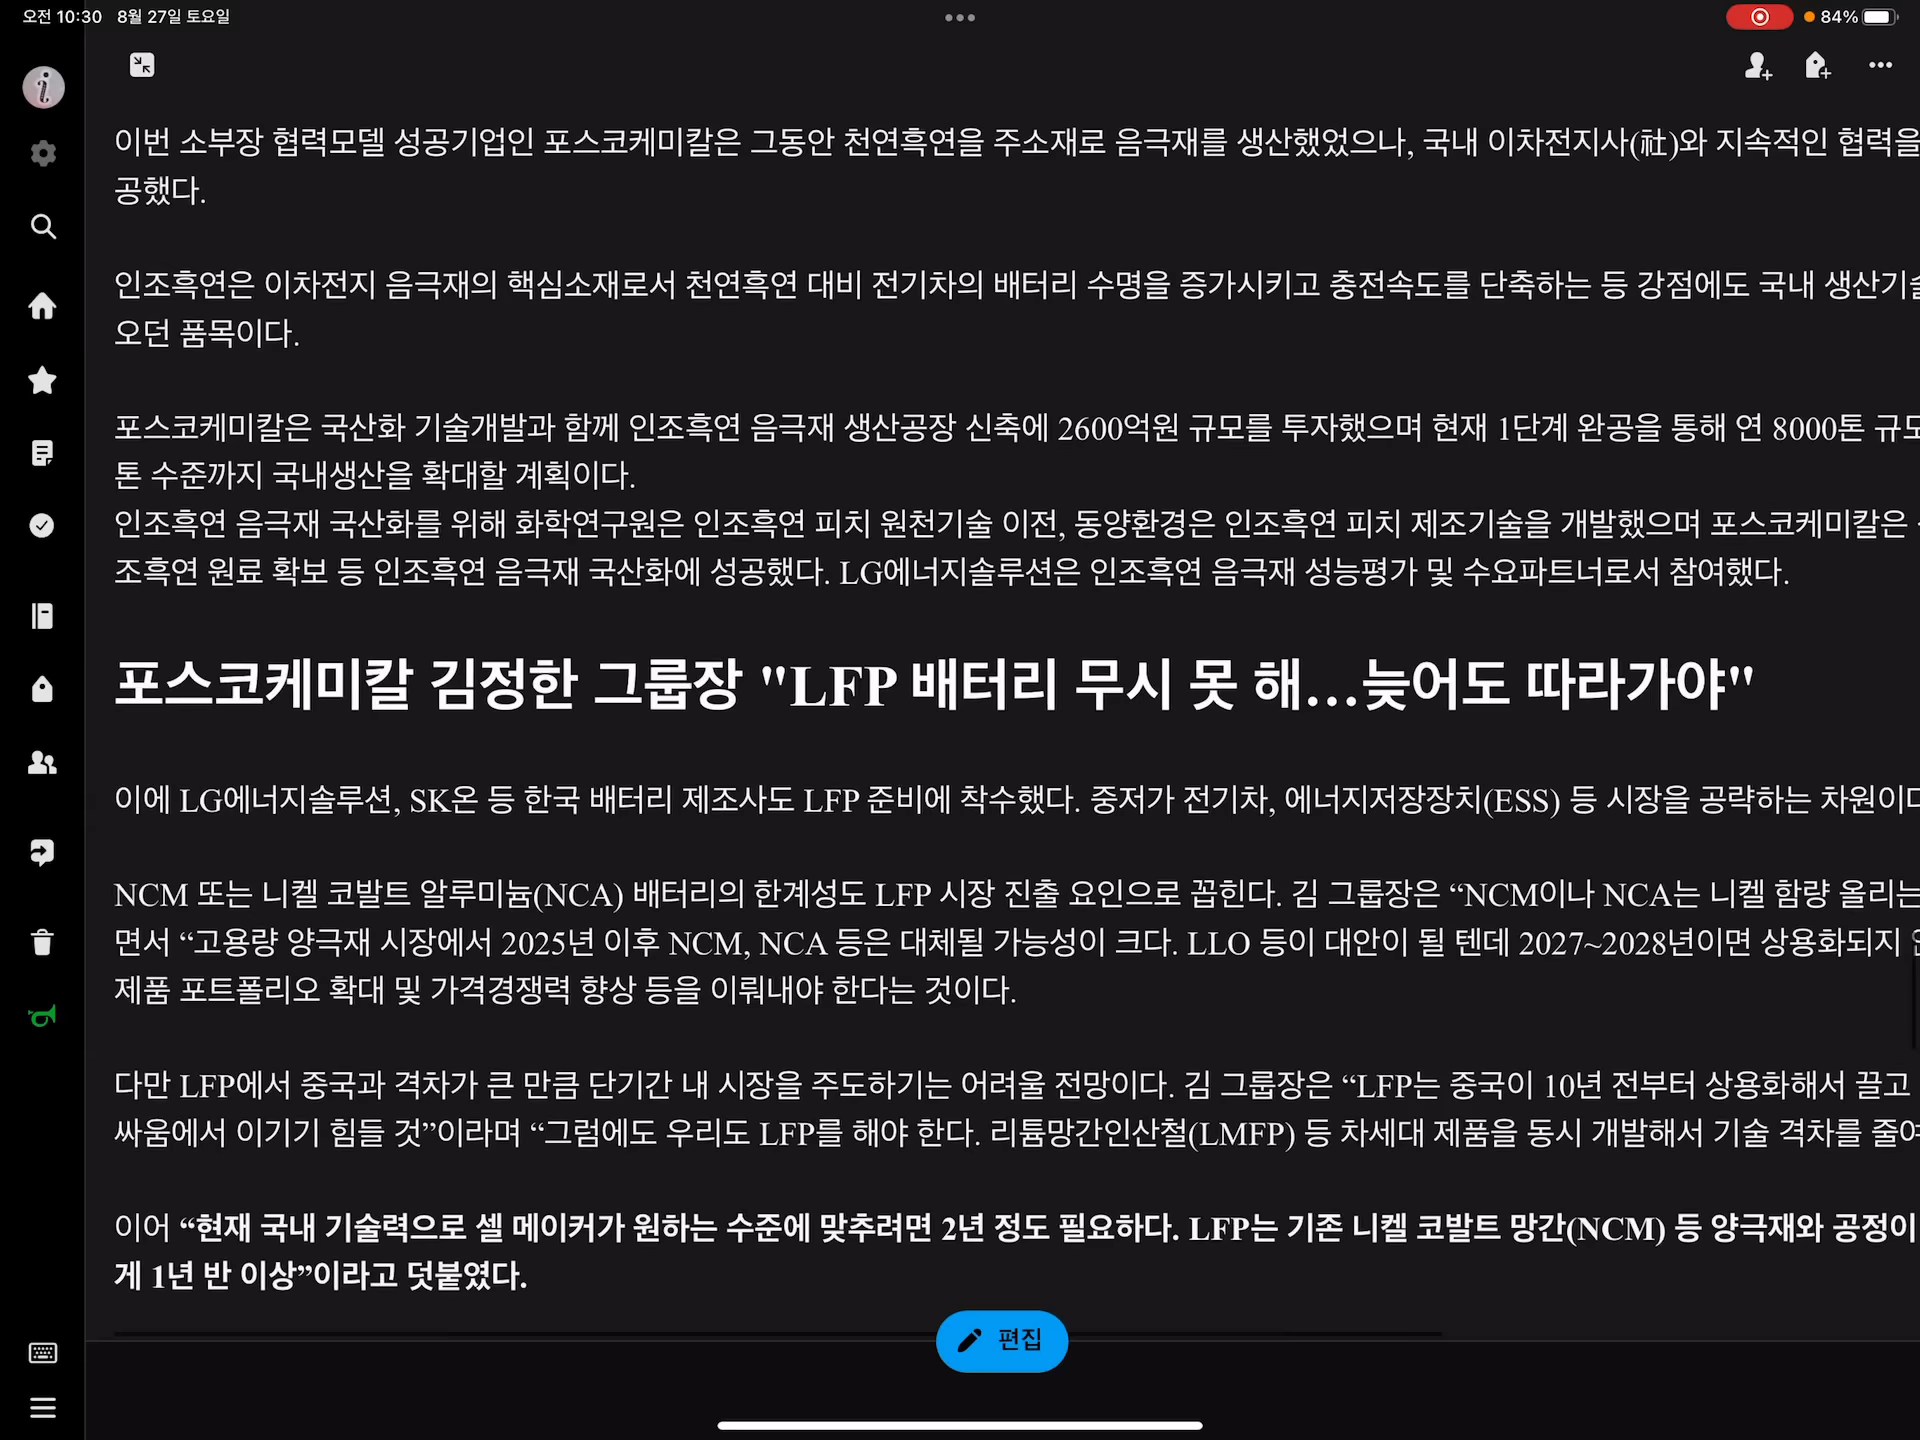 오전 10:30 8월 27일 토요일
84%
이번 소부장 협력모델 성공기업인 포스코케미칼은 그동안 천연흑연을 주소재로 음극재를 생산했었으나, 국내 이차전지사(社)와 지속적인 협력을
공했다.
인조흑연은 이차전지 음극재의 핵심소재로서 천연흑연 대비 전기차의 배터리 수명을 증가시키고 충전속도를 단축하는 등 강점에도 국내 생산기술
오던 품목이다.
포스코케미칼은 국산화 기술개발과 함께 인조흑연 음극재 생산공장 신축에 2600억원 규모를 투자했으며 현재 1단계 완공을 통해 연 8000톤 규모
톤 수준까지 국내생산을 확대할 계획이다.
인조흑연 음극재 국산화를 위해 화학연구원은 인조흑연 피치 원천기술 이전, 동양환경은 인조흑연 피치 제조기술을 개발했으며 포스코케미칼은
조흑연 원료 확보 등 인조흑연 음극재 국산화에 성공했다. LG에너지솔루션은 인조흑연 음극재 성능평가 및 수요파트너로서 참여했다.
포스코케미칼 김정한 그룹장 "LFP 배터리 무시 못 해…늦어도 따라가야"
이에 LG에너지솔루션, SK온 등 한국 배터리 제조사도 LFP 준비에 착수했다. 중저가 전기차, 에너지저장장치(ESS) 등 시장을 공략하는 차원이다
NCM 또는 니켈 코발트 알루미늄(NCA) 배터리의 한계성도 LFP 시장 진출 요인으로 꼽힌다. 김 그룹장은 “NCM이나 NCA는 니켈 함량 올리는
면서 “고용량 양극재 시장에서 2025년 이후 NCM, NCA 등은 대체될 가능성이 크다. LLO 등이 대안이 될 텐데 2027~2028년이면 상용화되지
제품 포트폴리오 확대 및 가격경쟁력 향상 등을 이뤄내야 한다는 것이다.
다만 LFP에서 중국과 격차가 큰 만큼 단기간 내 시장을 주도하기는 어려울 전망이다. 김 그룹장은 “LFP는 중국이 10년 전부터 상용화해서 끌고
싸움에서 이기기 힘들 것”이라며 “그럼에도 우리도 LFP를 해야 한다. 리튬망간인산철(LMFP) 등 차세대 제품을 동시 개발해서 기술 격차를 줄여
이어 “현재 국내 기술력으로 셀 메이커가 원하는 수준에 맞추려면 2년 정도 필요하다. LFP는 기존 니켈 코발트 망간(NCM) 등 양극재와 공정이
게 1년 반 이상”이라고 덧붙였다.
편집